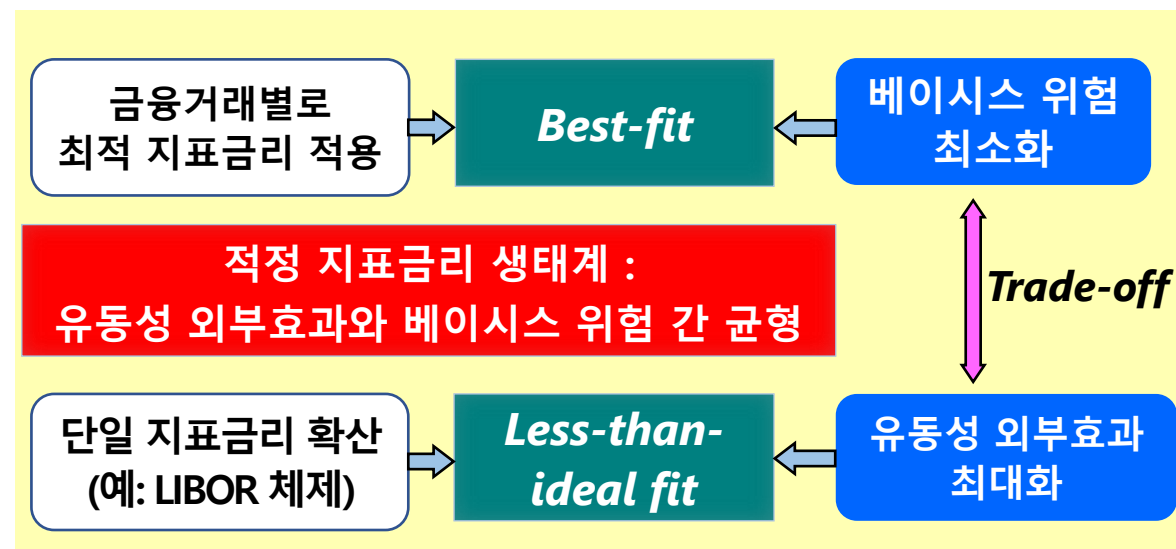 금융거래별로
최적 지표금리 적용
Best-fit
베이시스 위험
최소화
적정 지표금리 생태계 :
유동성 외부효과와 베이시스 위험 간 균형
Trade-off
단일 지표금리 확산
(예: LIBOR 체제)
Less-than-
ideal fit
유동성 외부효과
최대화